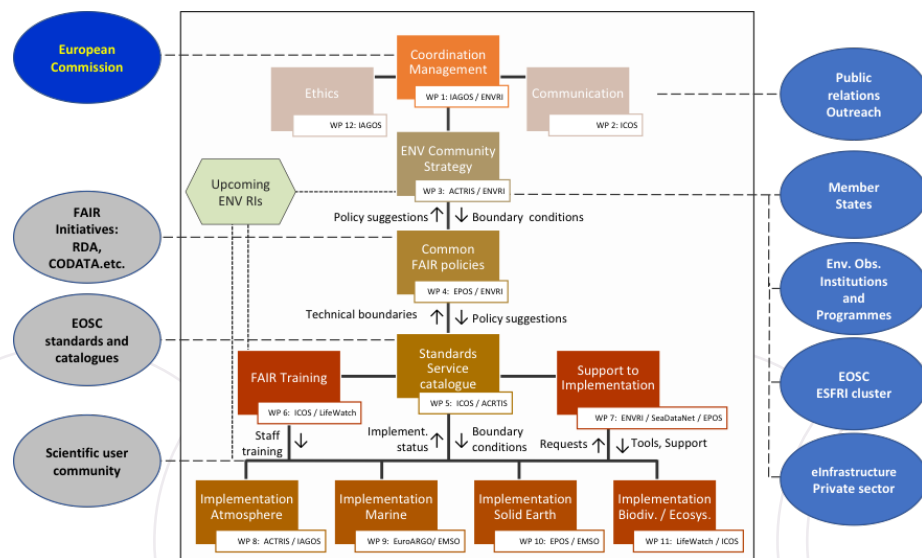 European
Commission
Coordination
Management
WP 1: IAGOS / ENVRI
Ethics
WP 12: IAGOS
Communication
WP 2: ICOS
Public
relations
Outreach
ENV Community
Strategy
WP 3: ACTRIS / ENVRI
Upcoming
ENV RIs
Member
States
Policy suggestions
Boundary conditions
FAIR
Initiatives:
RDA,
CODATA.etc.
Common
FAIR policies
WP 4: EPOS / ENVRI
Env. Obs.
Institutions
and
Programmes
Technical boundaries
Policy suggestions
EOSC
standards and
catalogues
Standards
Service
catalogue
WP 5: ICOS / ACRTIS
FAIR Training
WP 6: ICOS / LifeWatch
Support to
Implementation
WP 7: ENVRI / SeaDataNet / EPOS
EOSC
ESFRI cluster
Staff
training
Implement.
status
Boundary
conditions
Requests
Tools, Support
Scientific user
community
eInfrastructure
Private sector
Implementation
Atmosphere
WP 8: ACTRIS / IAGOS
Implementation
Marine
WP 9: EuroARGO/ EMSO
Implementation
Solid Earth
WP 10: EPOS / EMSO
Implementation
Biodiv. / Ecosys.
WP 11: LifeWatch / ICOS